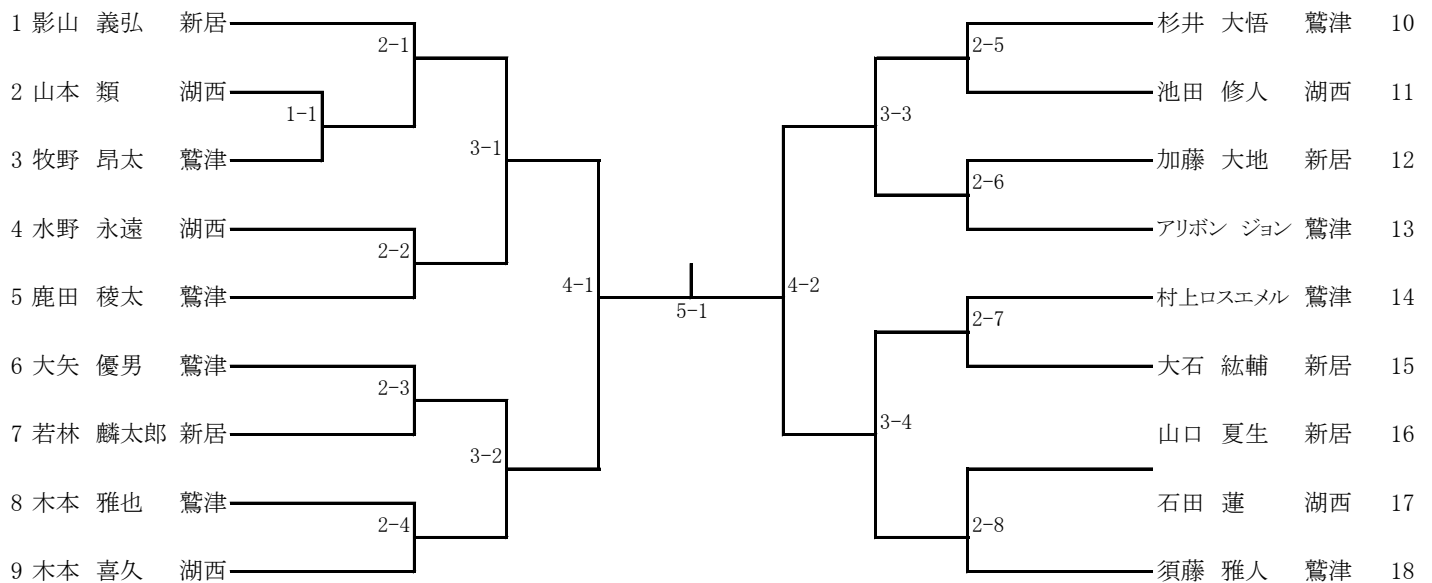 1 影山 義弘 新居
2-1
2 山本 類 湖西
1-1
3 牧野 昂太 鷲津
3-1
4 水野 永遠 湖西
2-2
5 鹿田 稜太 鷲津
4-1
6 大矢 優男 鷲津
2-3
7 若林 麟太郎 新居
3-2
8 木本 雅也 鷲津
2-4
9 木本 喜久 湖西
5-1
杉井 大悟 鷲津 10
2-5
池田 修人 湖西 11
3-3
加藤 大地 新居 12
2-6
アリボン ジョン 鷲津 13
4-2
村上ロスエメル 鷲津 14
2-7
大石 紘輔 新居 15
3-4
山口 夏生 新居 16
石田 蓮 湖西 17
2-8
須藤 雅人 鷲津 18